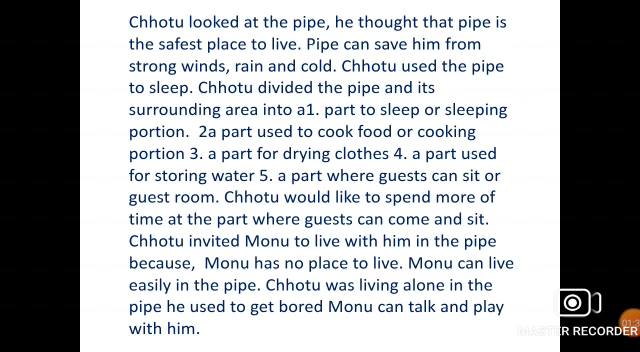 Chhotu looked at the pipe, he thought that pipe is
the safest place to live. Pipe can save him from
strong winds, rain and cold. Chhotu used the pipe
to sleep. Chhotu divided the pipe and its
surrounding area into a1. part to sleep or sleeping
portion.  2a part used to cook food or cooking
portion 3. a part for drying clothes 4. a part used
for storing water 5. a part where guests can sit or
guest room. Chhotu would like to spend more of
time at the part where guests can come and sit.
Chhotu invited Monu to live with him in the pipe
because,  Monu has no place to live. Monu can live
easily in the pipe. Chhotu was living alone in the
pipe he used to get bored Monu can talk and play
with him.
MASTER RECORDER